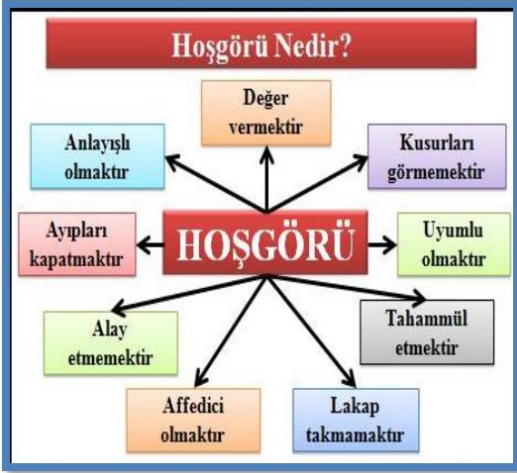 Hoşgörü Nedir?
Değer
vermektir
Anlayışlı
olmaktır
Kusurları
görmemektir
Ayıpları
kapatmaktır
HOŞGÖRÜ
Uyumlu
olmaktır
Alay
etmemektir
Tahammül
etmektir
Affedici
olmaktır
Lakap
takmamaktır